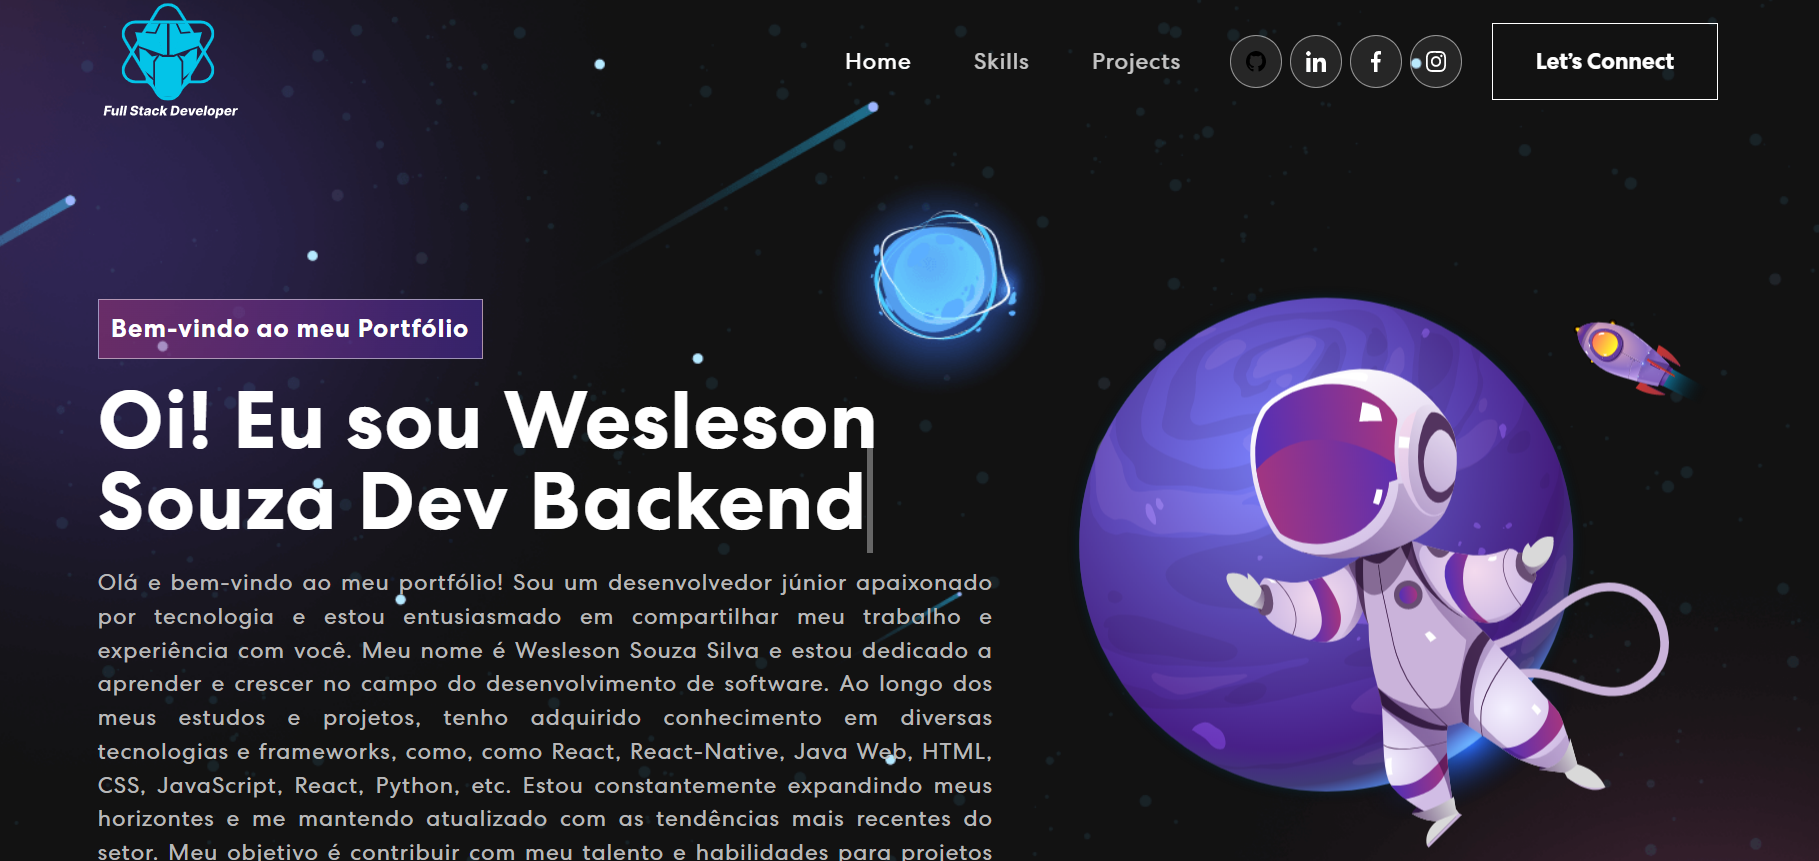 Full Stack Developer
Home
Skills
Projects
Let's Connect
Bem-vindo ao meu Portfólio
Oi! Eu sou Wesleson
Souza Dev Backend
Olá e bem-vindo ao meu portfólio! Sou um desenvolvedor júnior apaixonado
por tecnologia e estou entusiasmado em compartilhar meu trabalho e
experiência com você. Meu nome é Wesleson Souza Silva e estou dedicado a
aprender e crescer no campo do desenvolvimento de software. Ao longo dos
meus estudos e projetos, tenho adquirido conhecimento em diversas
tecnologias e frameworks, como, como React, React-Native, Java Web, HTML,
CSS, JavaScript, React, Python, etc. Estou constantemente expandindo meus
horizontes e me mantendo atualizado com as tendências mais recentes do
setor. Meu objetivo é contribuir com meu talento e habilidades para projetos